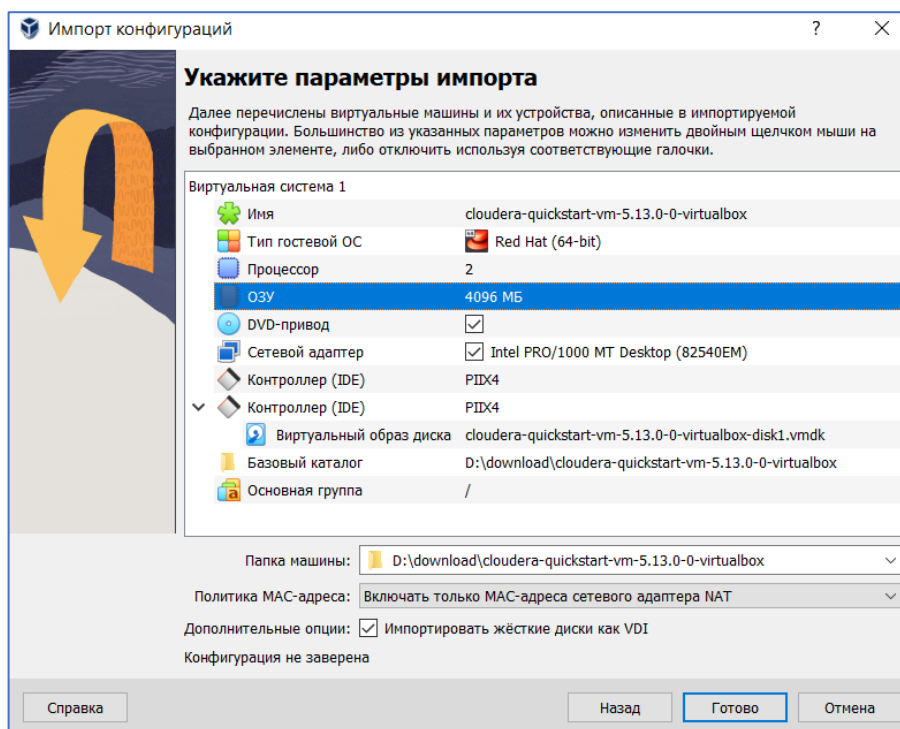 Импорт конфигураций
?
Укажите параметры импорта
Далее перечислены виртуальные машины и их устройства, описанные в импортируемой
конфигурации. Большинство из указанных параметров можно изменить двойным щелчком мыши на
выбранном элементе, либо отключить используя соответствующие галочки.
Виртуальная система 1
Имя cloudera-quickstart-vm-5.13.0-0-virtualbox
Тип гостевой ОС Red Hat (64-bit)
Процессор 2
ОЗУ 4096 МБ
DVD-привод
Сетевой адаптер Intel PRO/1000 MT Desktop (82540EM)
Контроллер (IDE) PIIX4
Контроллер (IDE) PIIX4
Виртуальный образ диска cloudera-quickstart-vm-5.13.0-0-virtualbox-disk1.vmdk
Базовый каталог D:\download\cloudera-quickstart-vm-5.13.0-0-virtualbox
Основная группа /
Папка машины: D:\download\cloudera-quickstart-vm-5.13.0-0-virtualbox
Политика MAC-адреса: Включать только MAC-адреса сетевого адаптера NAT
Дополнительные опции: Импортировать жёсткие диски как VDI
Конфигурация не заверена
Справка Назад Готово Отмена